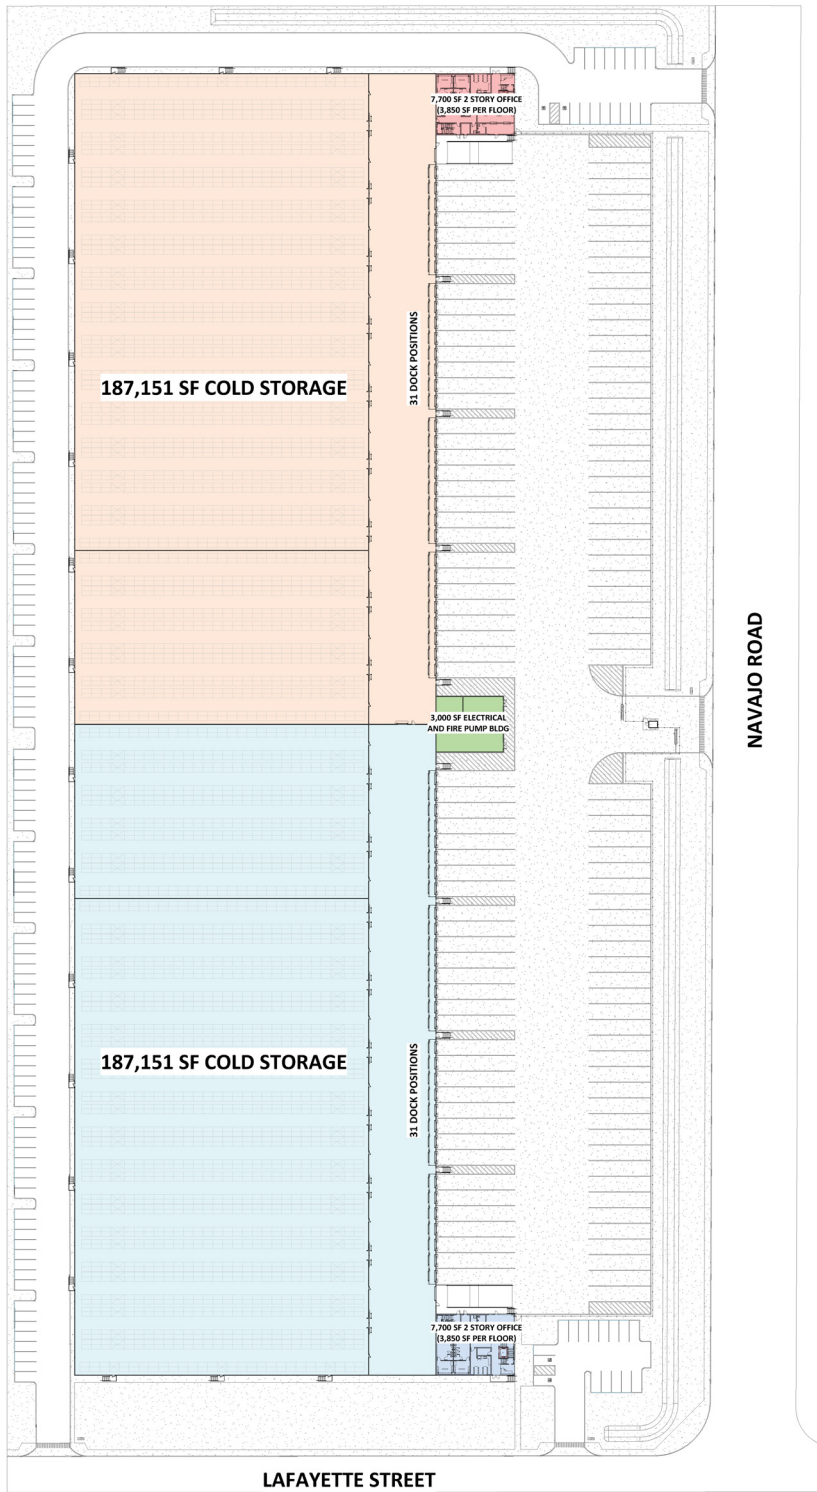 7,700 SF 2 STORY OFFICE
(3,850 SF PER FLOOR)
31 DOCK POSITIONS
187,151 SF COLD STORAGE
NAVAJO ROAD
3,000 SF ELECTRICAL
AND FIRE PUMP BLDG
187,151 SF COLD STORAGE
31 DOCK POSITIONS
7,700 SF 2 STORY OFFICE
(3,850 SF PER FLOOR)
LAFAYETTE STREET